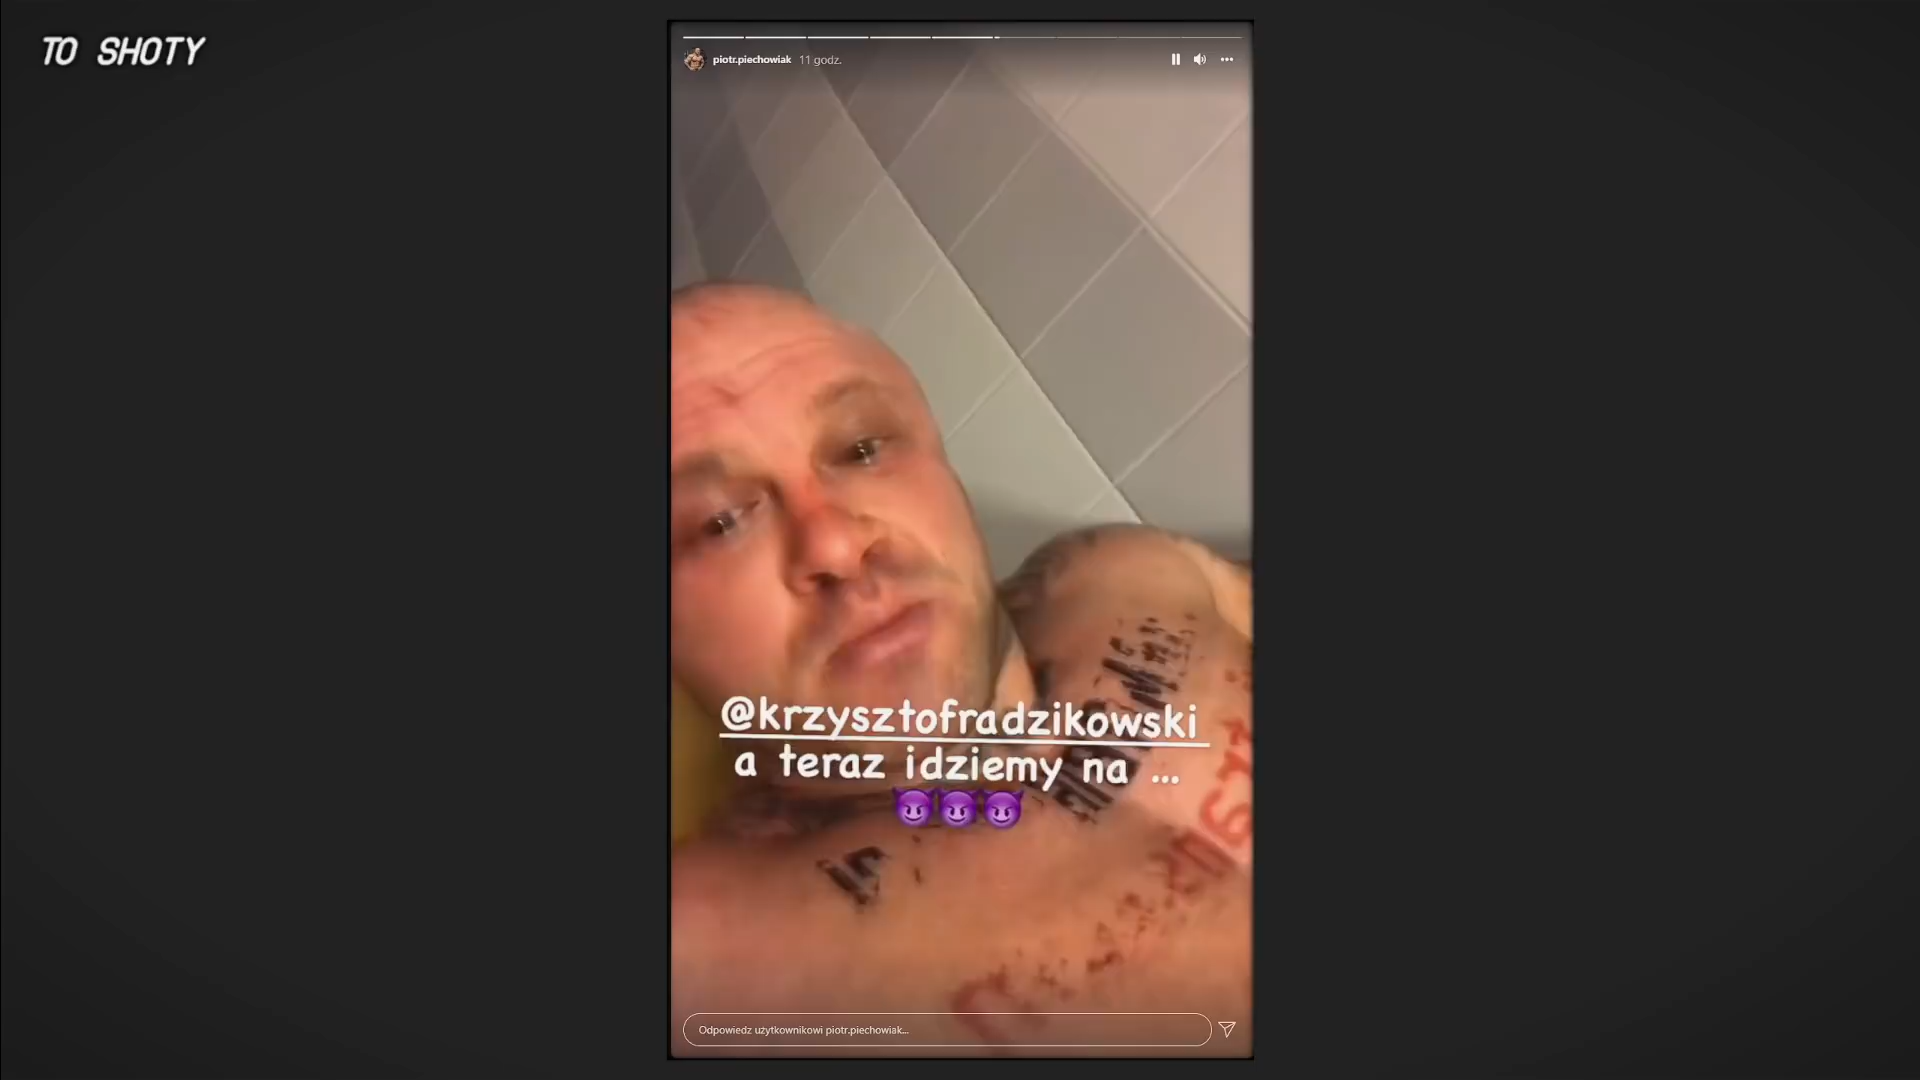 TO SHOTY
piotr.piechowiak 11 godz.
@krzysztofradzikowski
a teraz idziemy na ...
Odpowiedz użytkownikowi piotr.piechowiak...